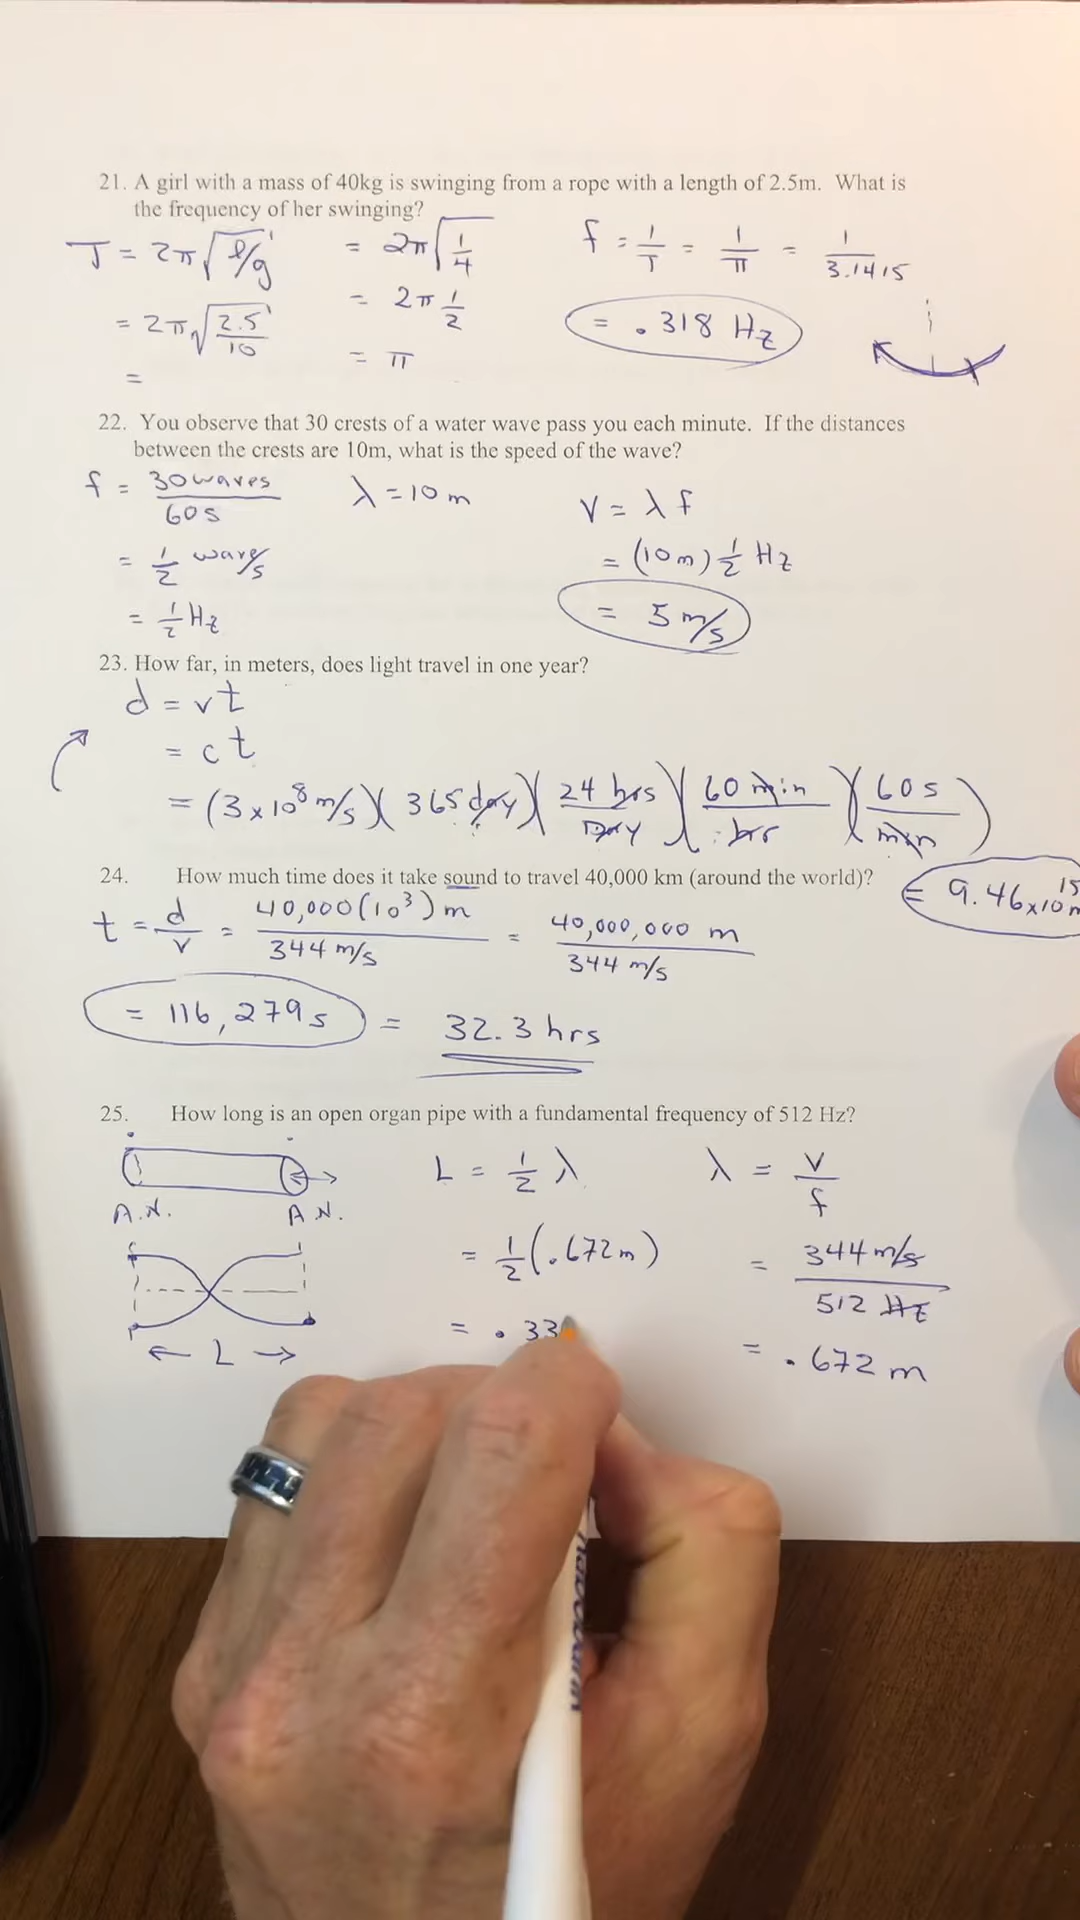 21. A girl with a mass of 40kg is swinging from a rope with a length of 2.5m. What is
the frequency of her swinging?
T = 2π√(l/g) = 2π√(1/4) f = 1/T = 1/π = 1/3.1415
= 2π√(2.5/10) = 2π 1/2 = .318 Hz
= = π
22. You observe that 30 crests of a water wave pass you each minute. If the distances
between the crests are 10m, what is the speed of the wave?
f = 30 waves/60s λ = 10 m v = λ f
= 1/2 wave/s = (10m) 1/2 Hz
= 1/2 Hz = 5 m/s
23. How far, in meters, does light travel in one year?
d = vt
= ct
= (3 x 10⁸ m/s)(365 day)(24 hrs/Day)(60 min/hr)(60 s/min)
= 9.46 x 10¹⁵ m
24. How much time does it take sound to travel 40,000 km (around the world)?
t = d/v = 40,000(10³) m/344 m/s = 40,000,000 m/344 m/s
= 116,279 s = 32.3 hrs
25. How long is an open organ pipe with a fundamental frequency of 512 Hz?
L = 1/2 λ λ = v/f
A.N. A.N.
= 1/2 (.672 m) = 344 m/s/512 Hz
= .33
L = .672 m